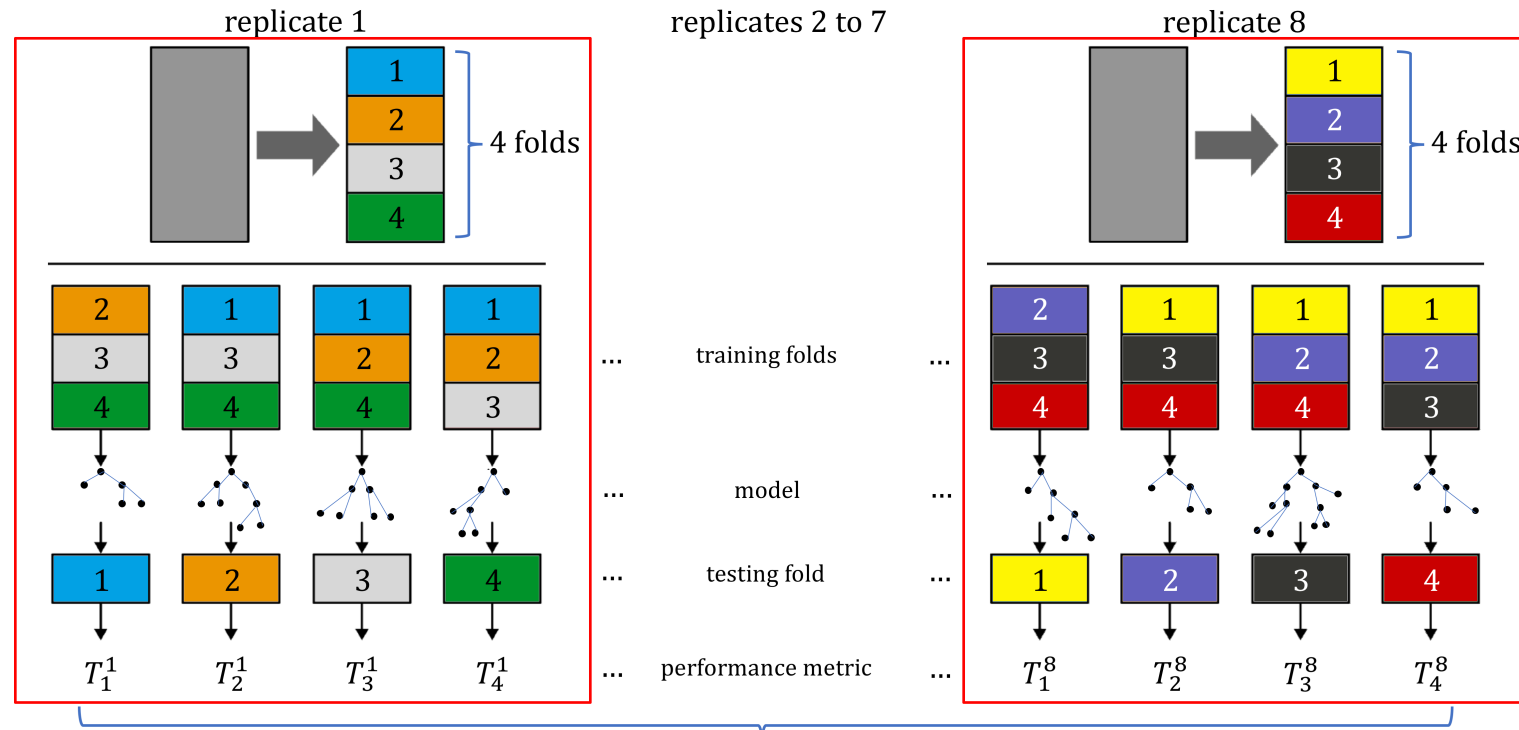 replicate 1 replicates 2 to 7 replicate 8
1 1
2 2
4 folds 4 folds
3 3
4 4
2 1 1 1 2 1 1 1
3 3 2 2 ... training folds ... 3 3 2 2
4 4 4 3 4 4 4 3
... model ...
1 2 3 4 ... testing fold ... 1 2 3 4
T₁¹ T₂¹ T₃¹ T₄¹ ... performance metric ... T₁⁸ T₂⁸ T₃⁸ T₄⁸